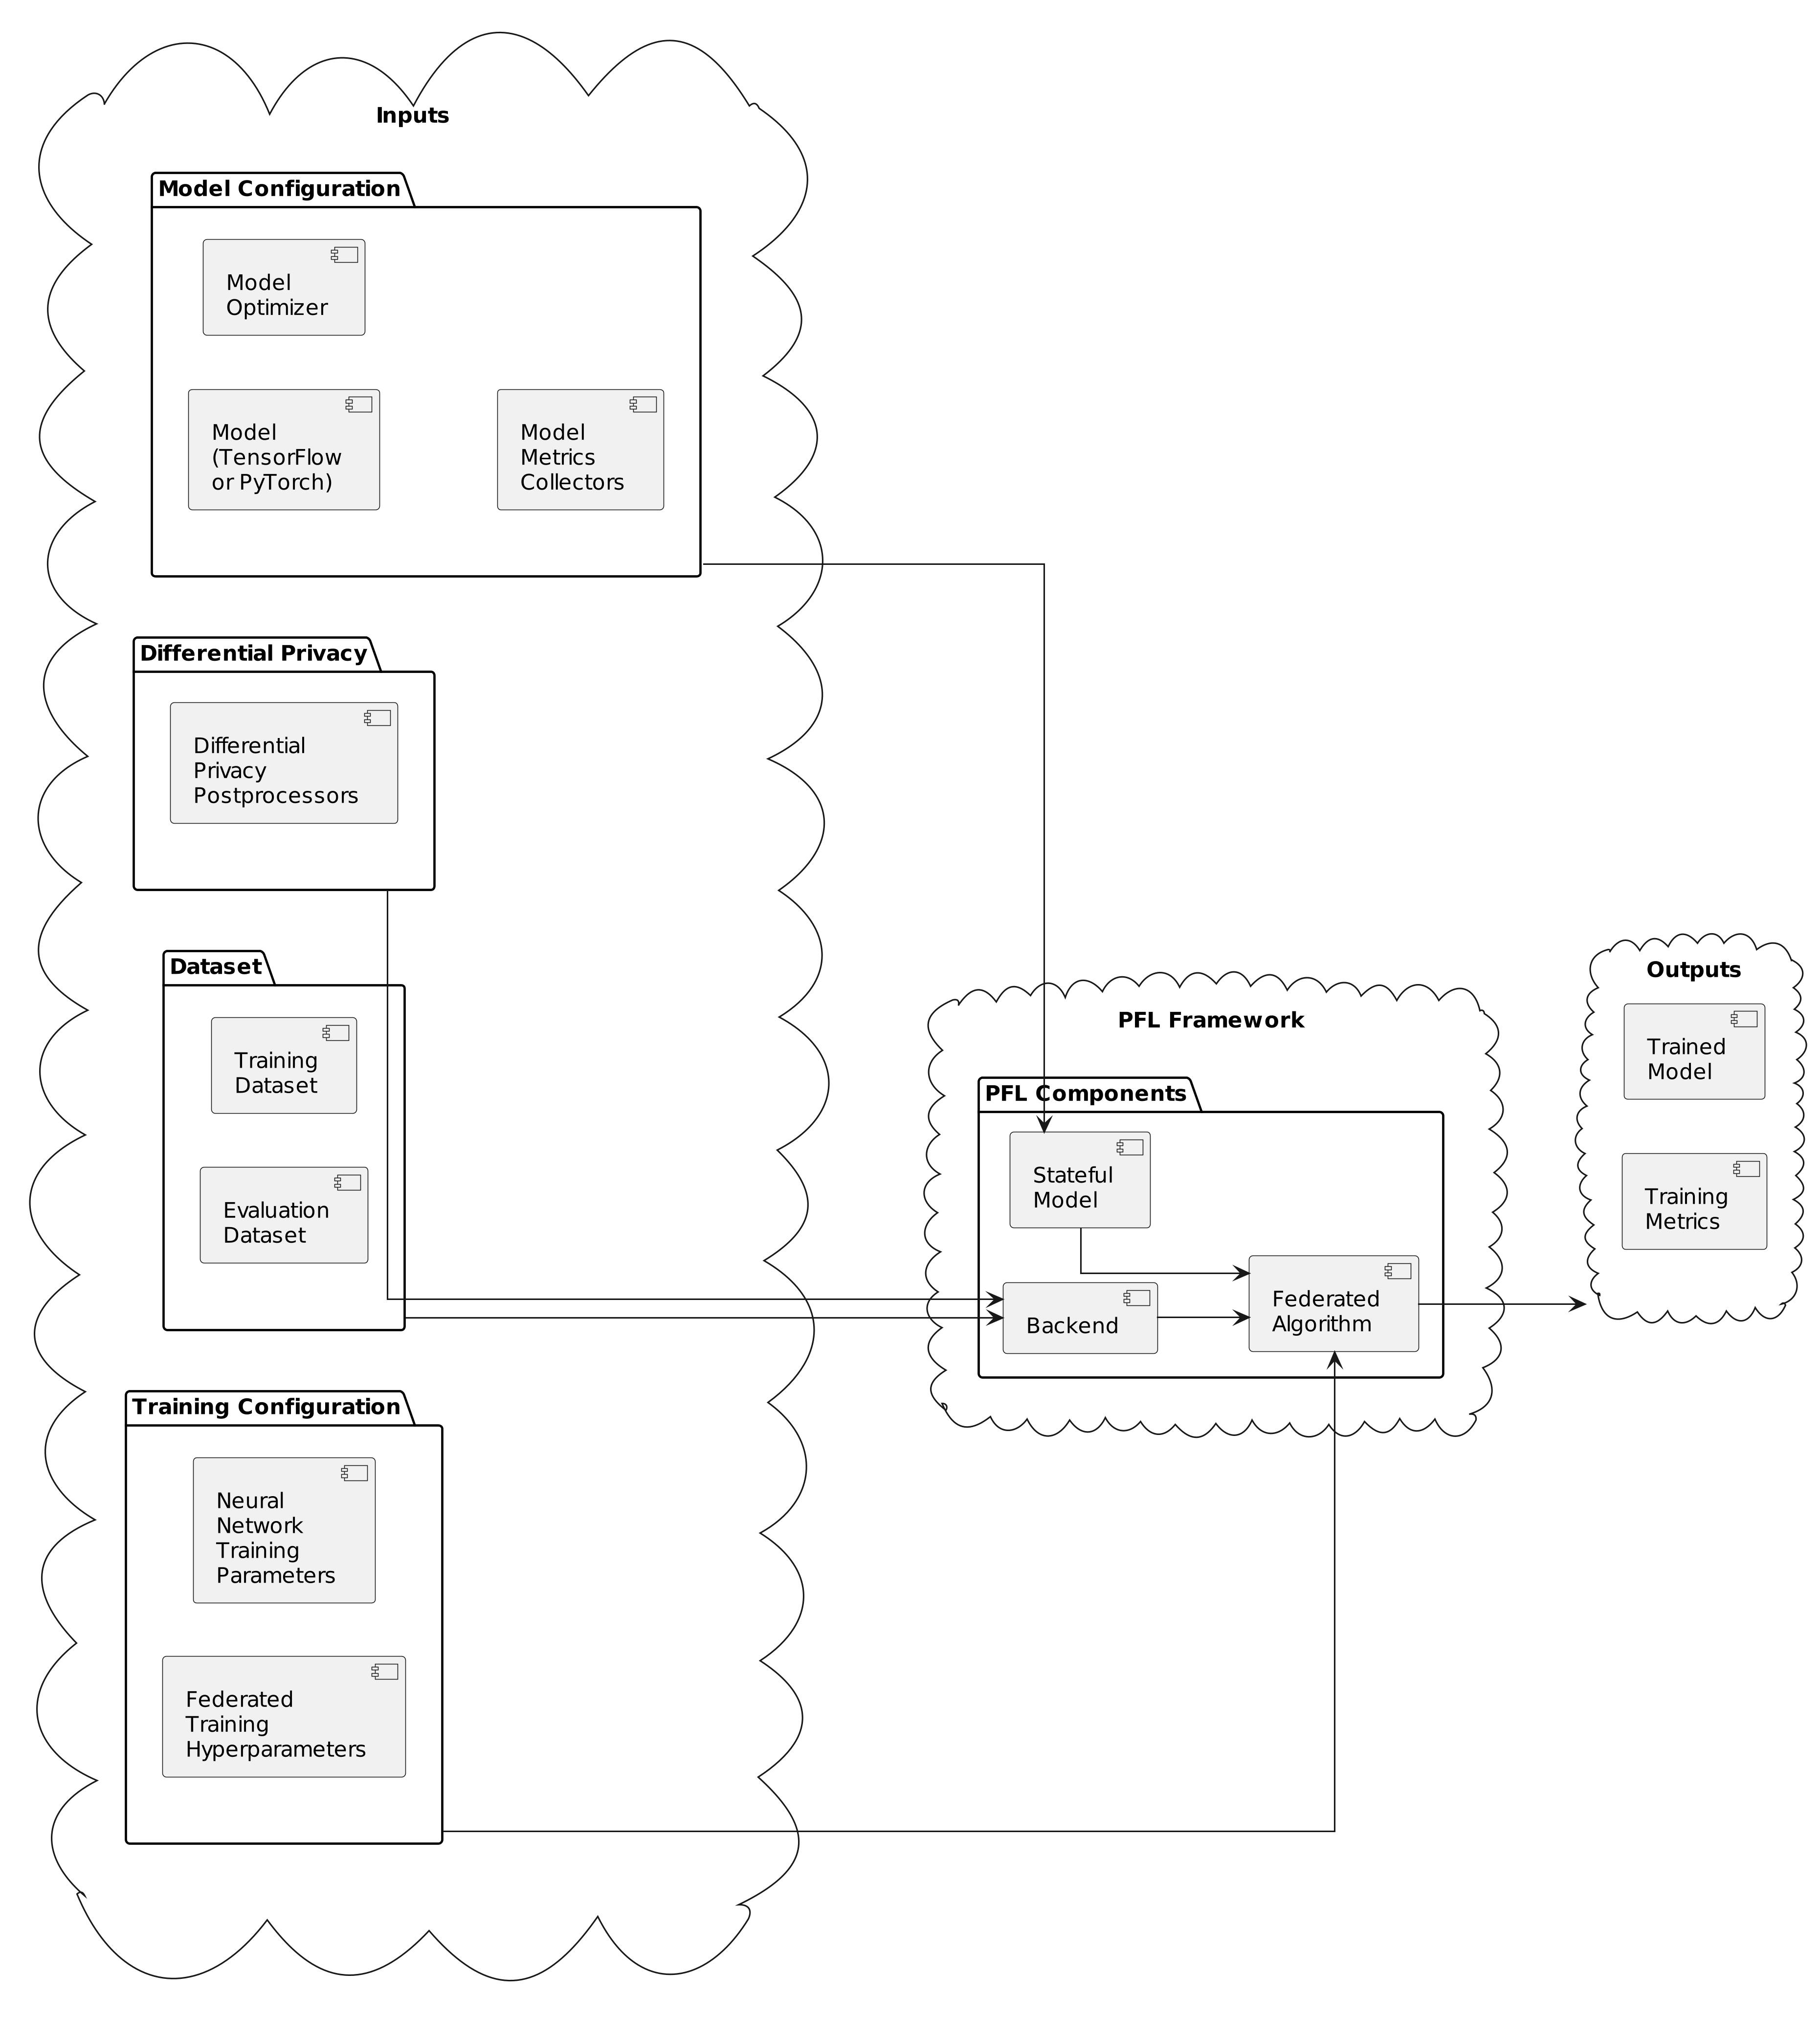 Inputs
Model Configuration
Model
Optimizer
Model
(TensorFlow
or PyTorch)
Model
Metrics
Collectors
Differential Privacy
Differential
Privacy
Postprocessors
Dataset
Training
Dataset
Evaluation
Dataset
Training Configuration
Neural
Network
Training
Parameters
Federated
Training
Hyperparameters
PFL Framework
PFL Components
Stateful
Model
Backend
Federated
Algorithm
Outputs
Trained
Model
Training
Metrics